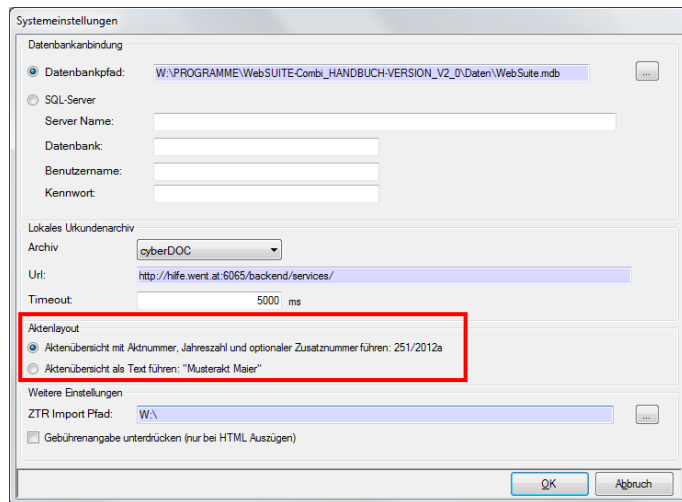 Systemeinstellungen
Datenbankanbindung
Datenbankpfad: W:\PROGRAMME\WebSUITE-Combi_HANDBUCH-VERSION_V2_0\Daten\WebSuite.mdb ...
SQL-Server
Server Name:
Datenbank:
Benutzername:
Kennwort:
Lokales Urkundenarchiv
Archiv cyberDOC
Url: http://hilfe.went.at:6065/backend/services/
Timeout: 5000 ms
Aktenlayout
Aktenübersicht mit Aktnummer, Jahreszahl und optionaler Zusatznummer führen: 251/2012a
Aktenübersicht als Text führen: "Musterakt Maier"
Weitere Einstellungen
ZTR Import Pfad: W:\ ...
Gebührenangabe unterdrücken (nur bei HTML Auszügen)
OK Abbruch